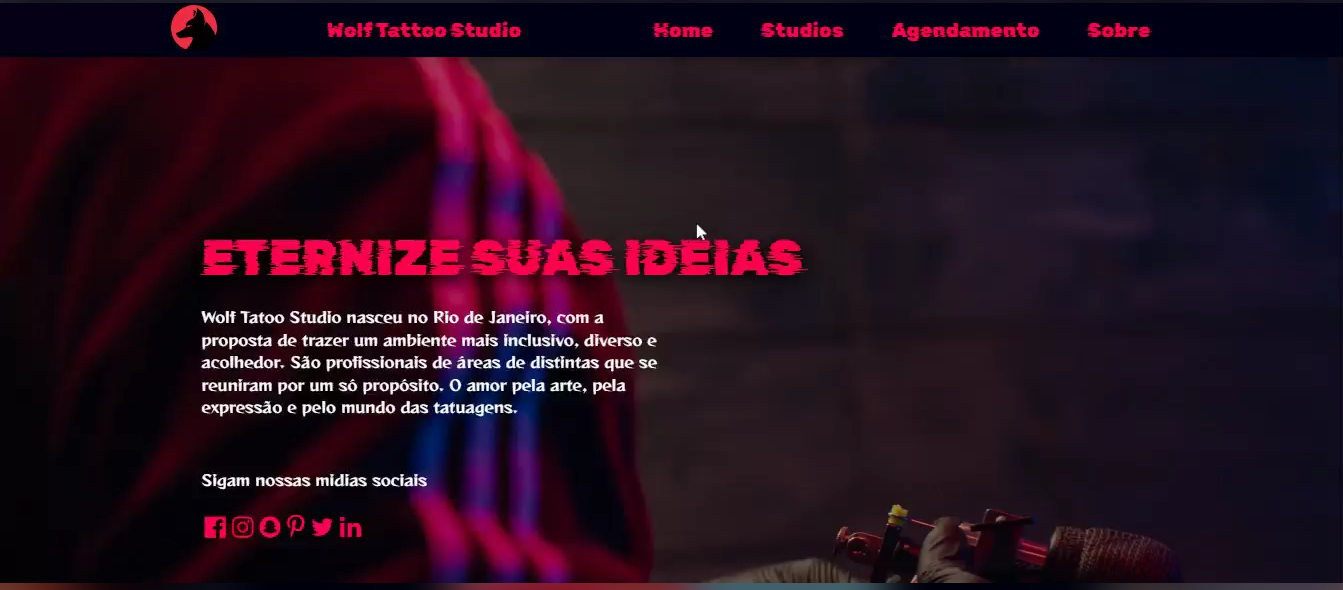 Wolf Tattoo Studio
Home
Studios
Agendamento
Sobre
ETERNIZE SUAS IDEIAS
Wolf Tatoo Studio nasceu no Rio de Janeiro, com a
proposta de trazer um ambiente mais inclusivo, diverso e
acolhedor. São profissionais de áreas de distintas que se
reuniram por um só propósito. O amor pela arte, pela
expressão e pelo mundo das tatuagens.
Sigam nossas midias sociais